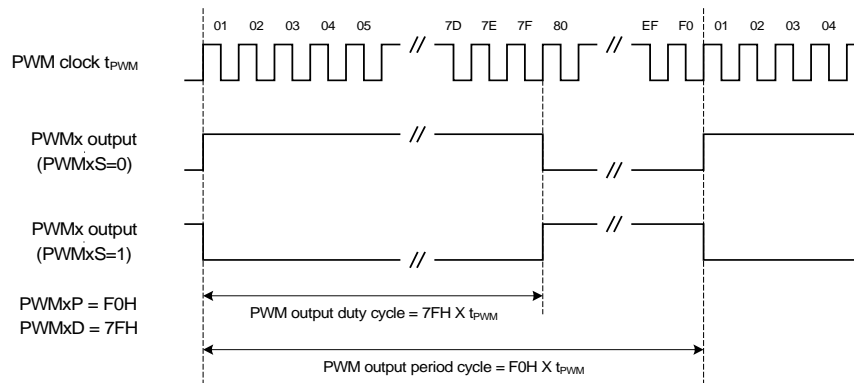 01 02 03 04 05 7D 7E 7F 80 EF F0 01 02 03 04
PWM clock tPWM
PWMx output
(PWMxS=0)
PWMx output
(PWMxS=1)
PWMxP = F0H
PWMxD = 7FH
PWM output duty cycle = 7FH X tPWM
PWM output period cycle = F0H X tPWM